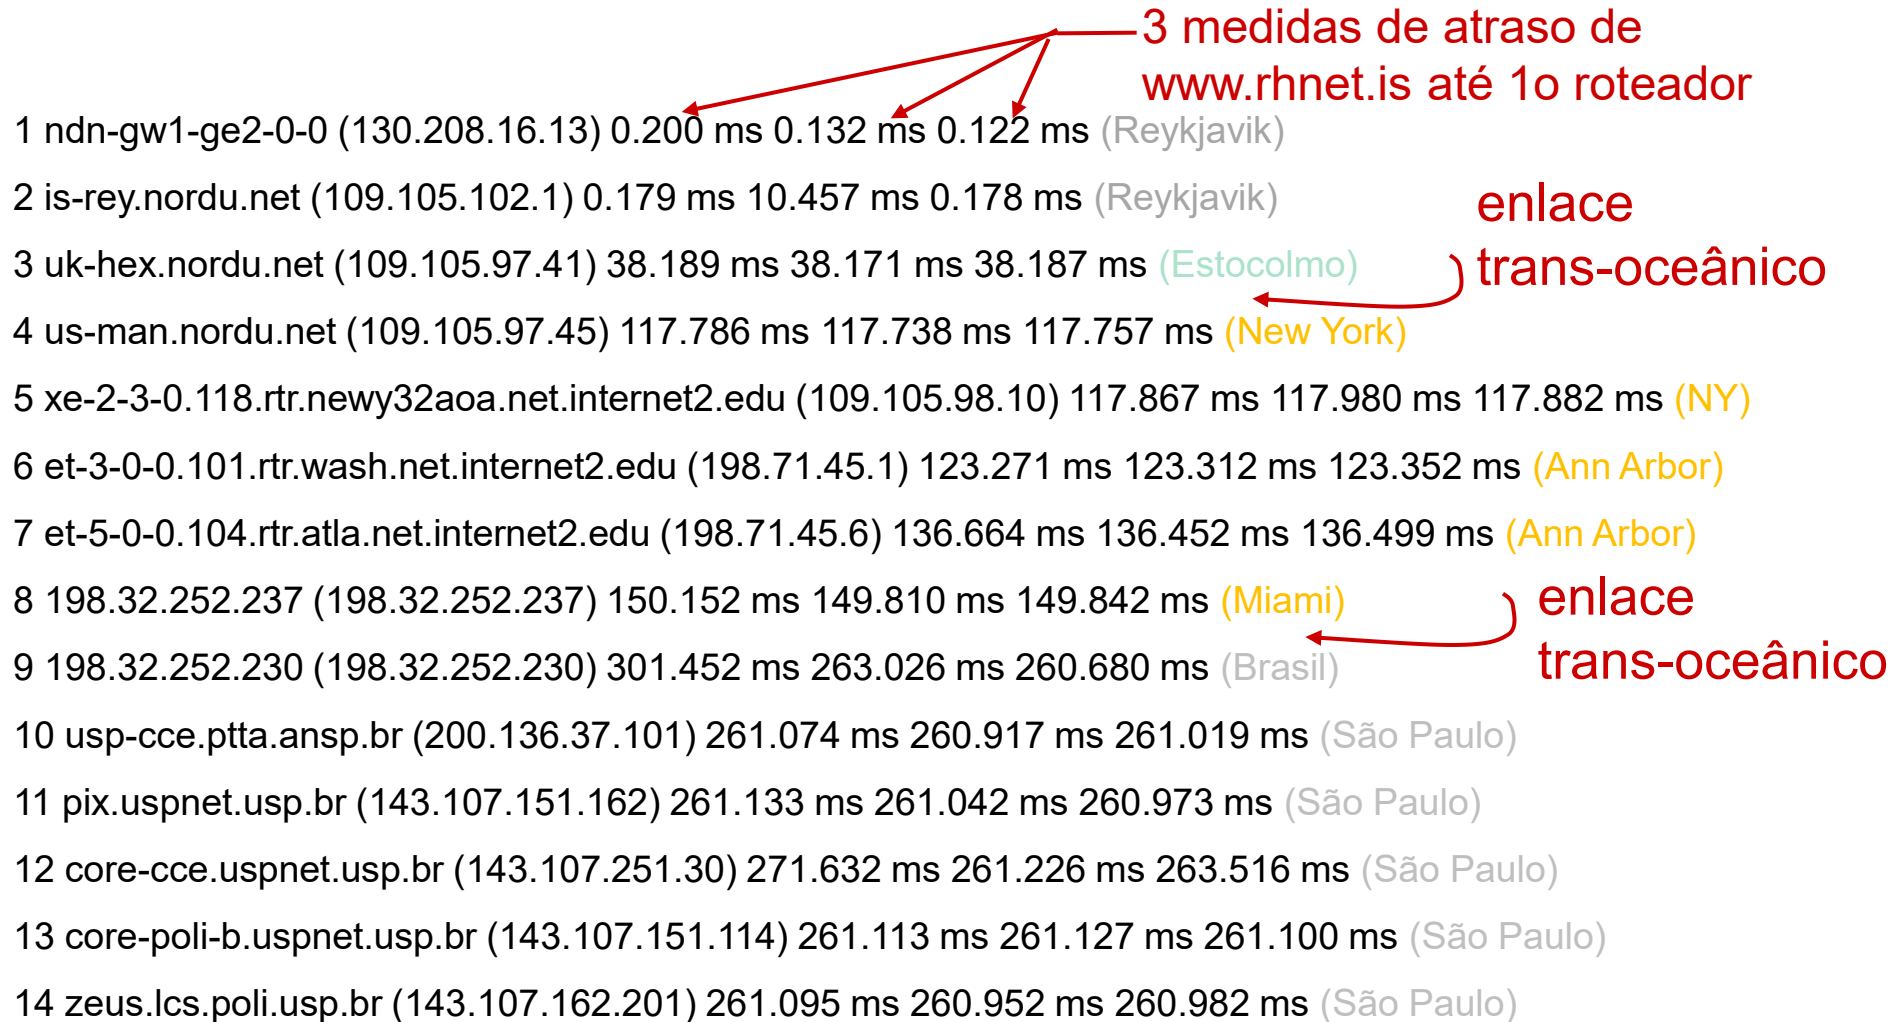 3 medidas de atraso de
www.rhnet.is até 1o roteador
1 ndn-gw1-ge2-0-0 (130.208.16.13) 0.200 ms 0.132 ms 0.122 ms (Reykjavik)
2 is-rey.nordu.net (109.105.102.1) 0.179 ms 10.457 ms 0.178 ms (Reykjavik)
enlace
trans-oceânico
3 uk-hex.nordu.net (109.105.97.41) 38.189 ms 38.171 ms 38.187 ms (Estocolmo)
4 us-man.nordu.net (109.105.97.45) 117.786 ms 117.738 ms 117.757 ms (New York)
5 xe-2-3-0.118.rtr.newy32aoa.net.internet2.edu (109.105.98.10) 117.867 ms 117.980 ms 117.882 ms (NY)
6 et-3-0-0.101.rtr.wash.net.internet2.edu (198.71.45.1) 123.271 ms 123.312 ms 123.352 ms (Ann Arbor)
7 et-5-0-0.104.rtr.atla.net.internet2.edu (198.71.45.6) 136.664 ms 136.452 ms 136.499 ms (Ann Arbor)
8 198.32.252.237 (198.32.252.237) 150.152 ms 149.810 ms 149.842 ms (Miami)
enlace
trans-oceânico
9 198.32.252.230 (198.32.252.230) 301.452 ms 263.026 ms 260.680 ms (Brasil)
10 usp-cce.ptta.ansp.br (200.136.37.101) 261.074 ms 260.917 ms 261.019 ms (São Paulo)
11 pix.uspnet.usp.br (143.107.151.162) 261.133 ms 261.042 ms 260.973 ms (São Paulo)
12 core-cce.uspnet.usp.br (143.107.251.30) 271.632 ms 261.226 ms 263.516 ms (São Paulo)
13 core-poli-b.uspnet.usp.br (143.107.151.114) 261.113 ms 261.127 ms 261.100 ms (São Paulo)
14 zeus.lcs.poli.usp.br (143.107.162.201) 261.095 ms 260.952 ms 260.982 ms (São Paulo)